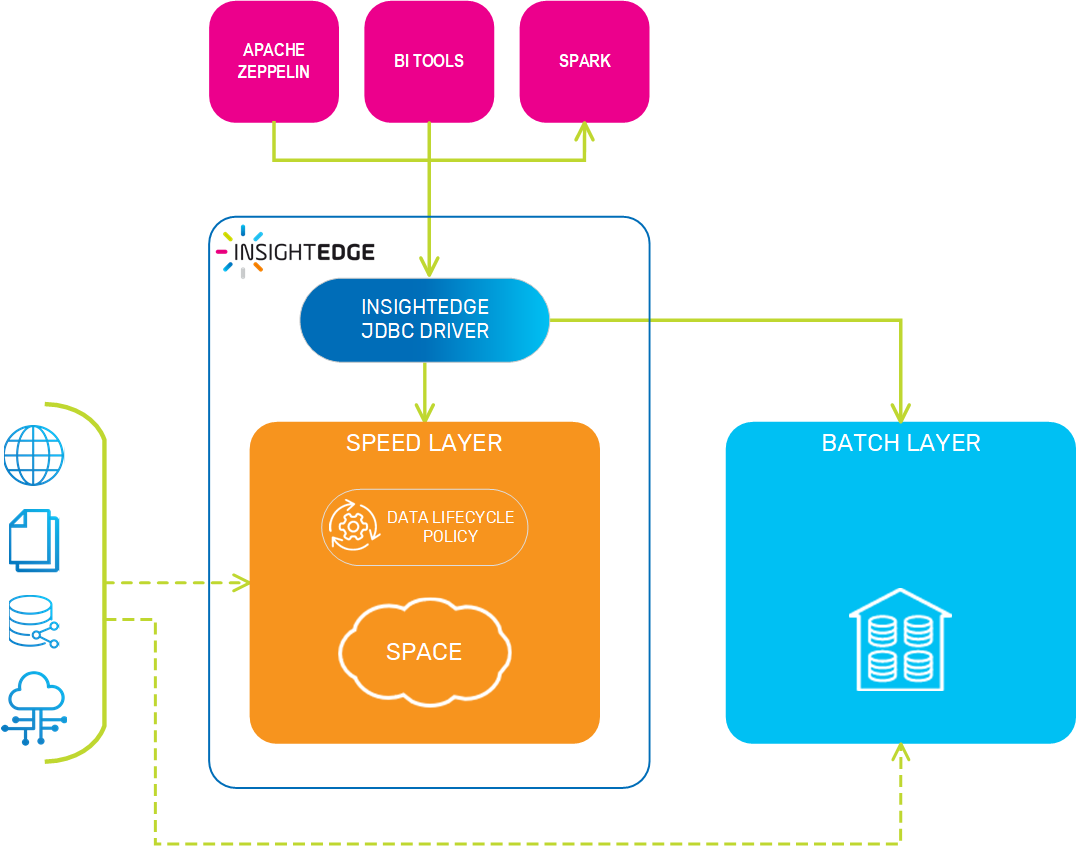 APACHE
ZEPPELIN
BI TOOLS
SPARK
INSIGHTEDGE
INSIGHTEDGE
JDBC DRIVER
SPEED LAYER
BATCH LAYER
DATA LIFECYCLE
POLICY
SPACE